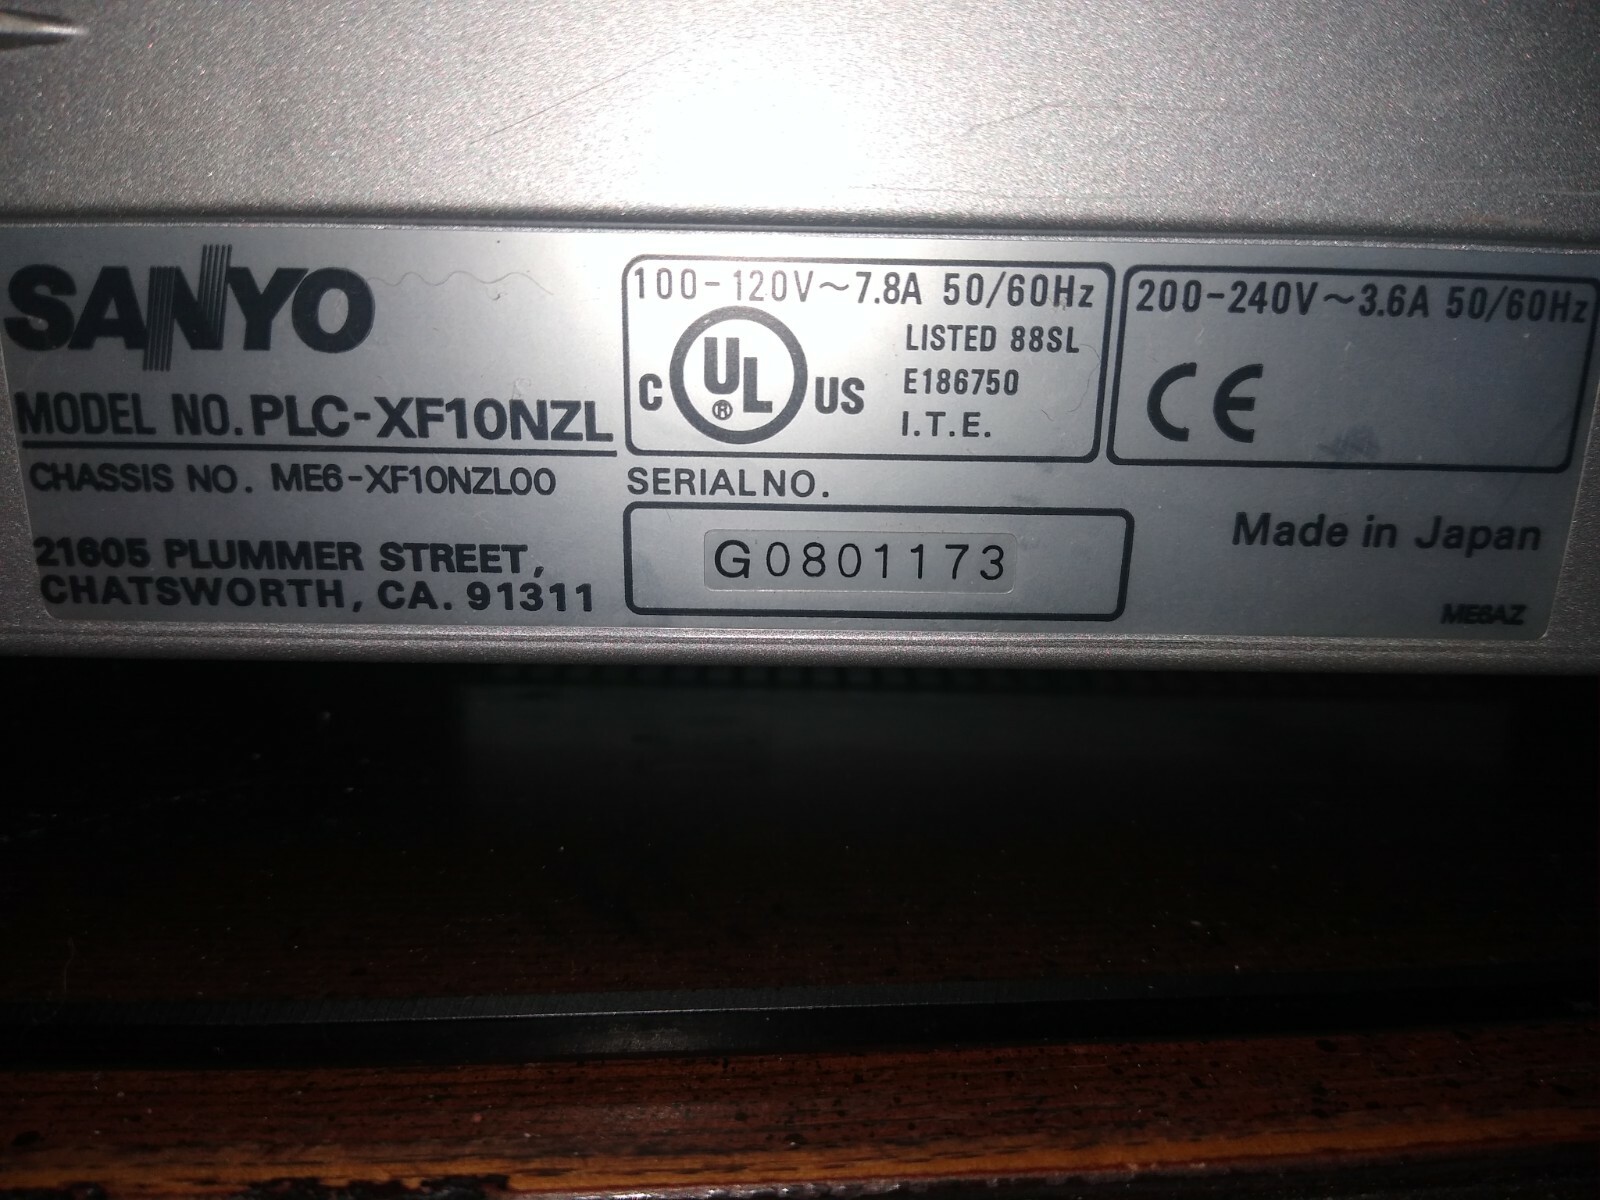 SANYO
MODEL NO. PLC-XF10NZL
CHASSIS NO. ME6-XF10NZL00
21605 PLUMMER STREET,
CHATSWORTH, CA. 91311
100-120V~7.8A 50/60Hz
C UL ® US
LISTED 88SL
E186750
I.T.E.
200-240V~3.6A 50/60Hz
CE
SERIAL NO.
G0801173
Made in Japan
ME6AZ